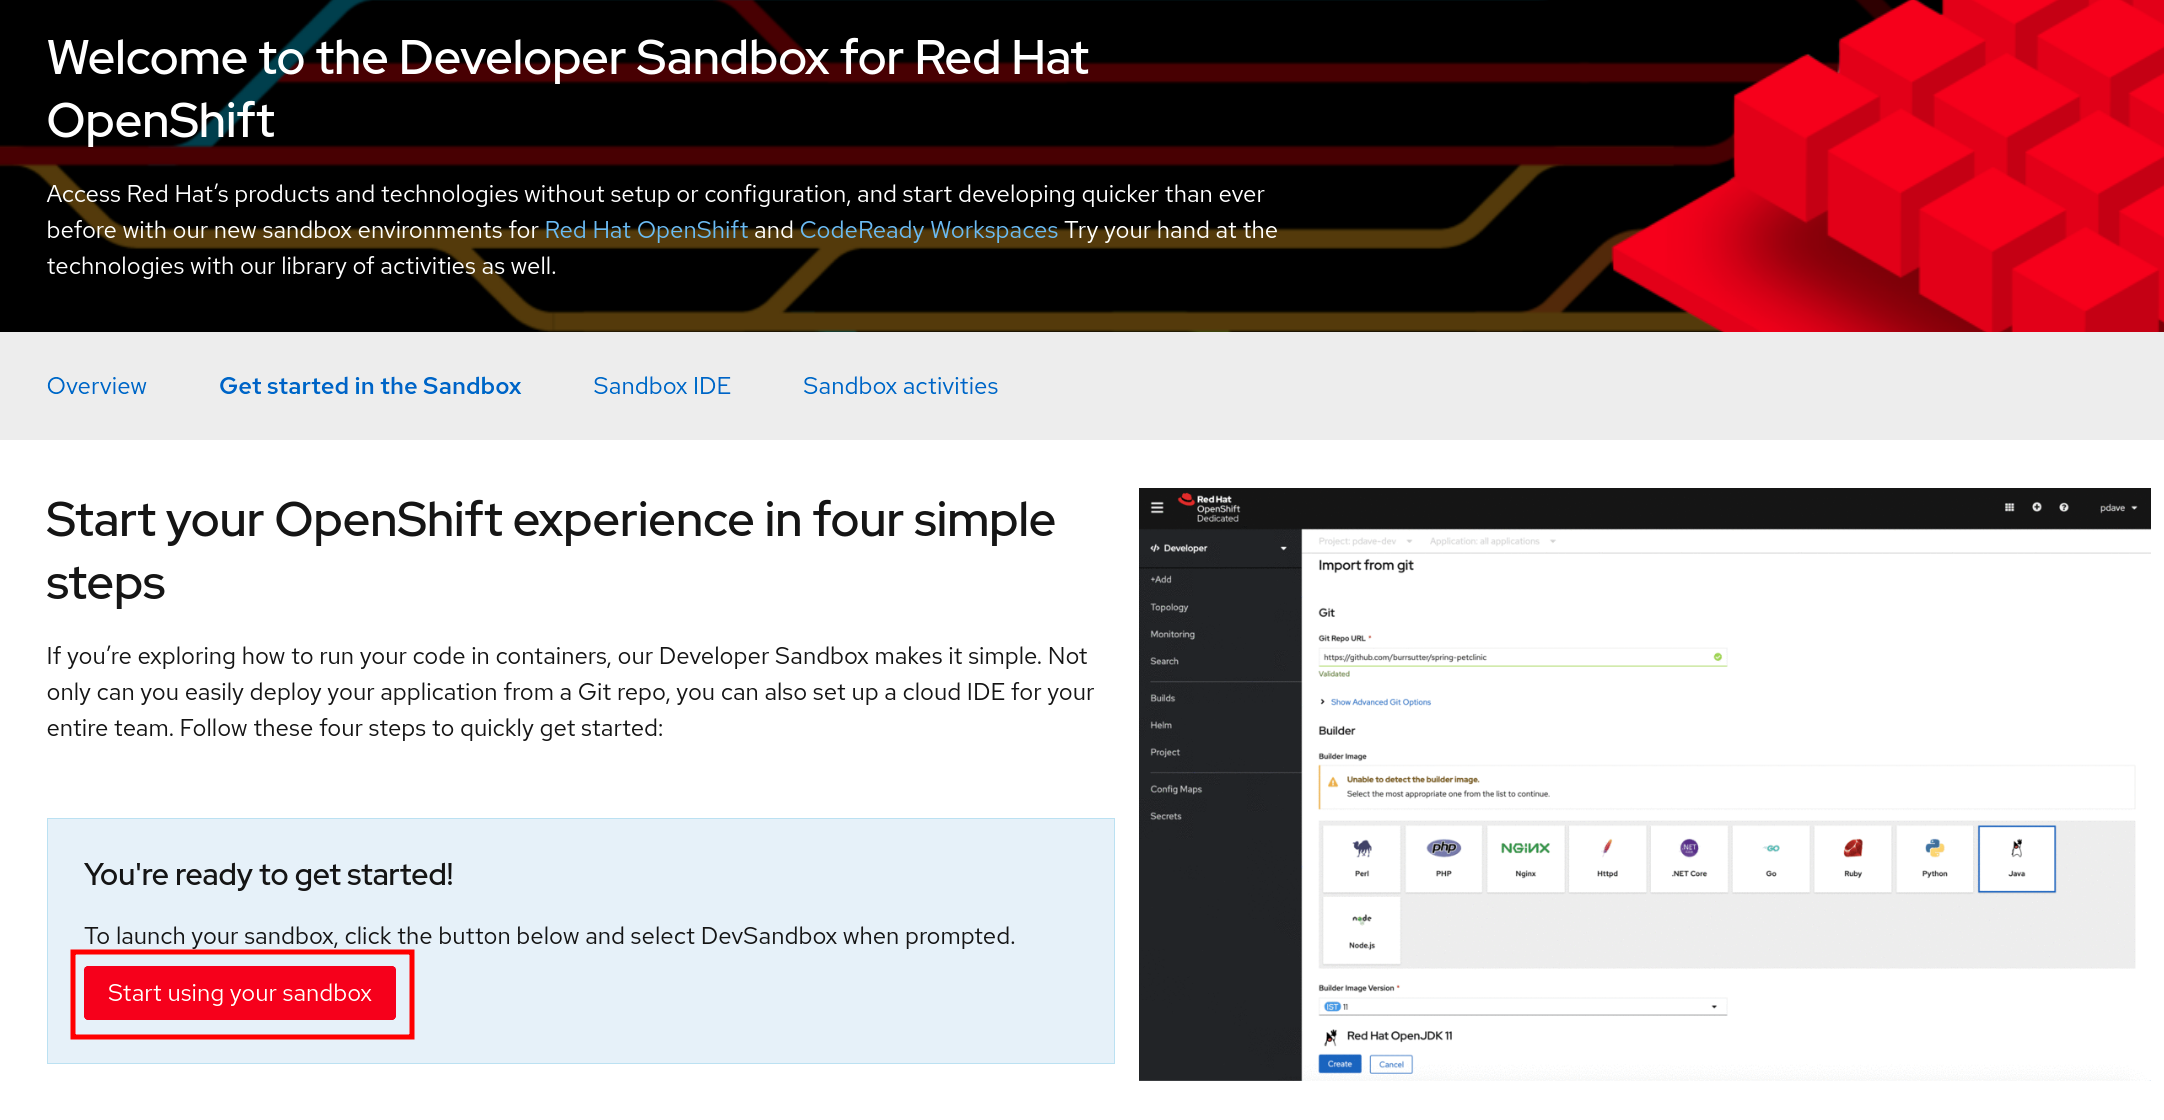 Welcome to the Developer Sandbox for Red Hat
OpenShift
Access Red Hat’s products and technologies without setup or configuration, and start developing quicker than ever
before with our new sandbox environments for Red Hat OpenShift and CodeReady Workspaces Try your hand at the
technologies with our library of activities as well.
Overview
Get started in the Sandbox
Sandbox IDE
Sandbox activities
Start your OpenShift experience in four simple
steps
If you’re exploring how to run your code in containers, our Developer Sandbox makes it simple. Not
only can you easily deploy your application from a Git repo, you can also set up a cloud IDE for your
entire team. Follow these four steps to quickly get started:
You're ready to get started!
To launch your sandbox, click the button below and select DevSandbox when prompted.
Start using your sandbox
Red Hat
OpenShift
Dedicated
pdave
Developer
+Add
Topology
Monitoring
Search
Builds
Helm
Project
Config Maps
Secrets
Project: pdave-dev
Application: all applications
Import from git
Git
Git Repo URL *
https://github.com/burrsutter/spring-petclinic
Validated
Show Advanced Git Options
Builder
Builder Image
Unable to detect the builder image.
Select the most appropriate one from the list to continue.
Perl
php
PHP
NGINX
Nginx
Httpd
.NET
.NET Core
GO
Go
Ruby
Python
Java
node
Node.js
Builder Image Version *
IST 11
Red Hat OpenJDK 11
Create
Cancel